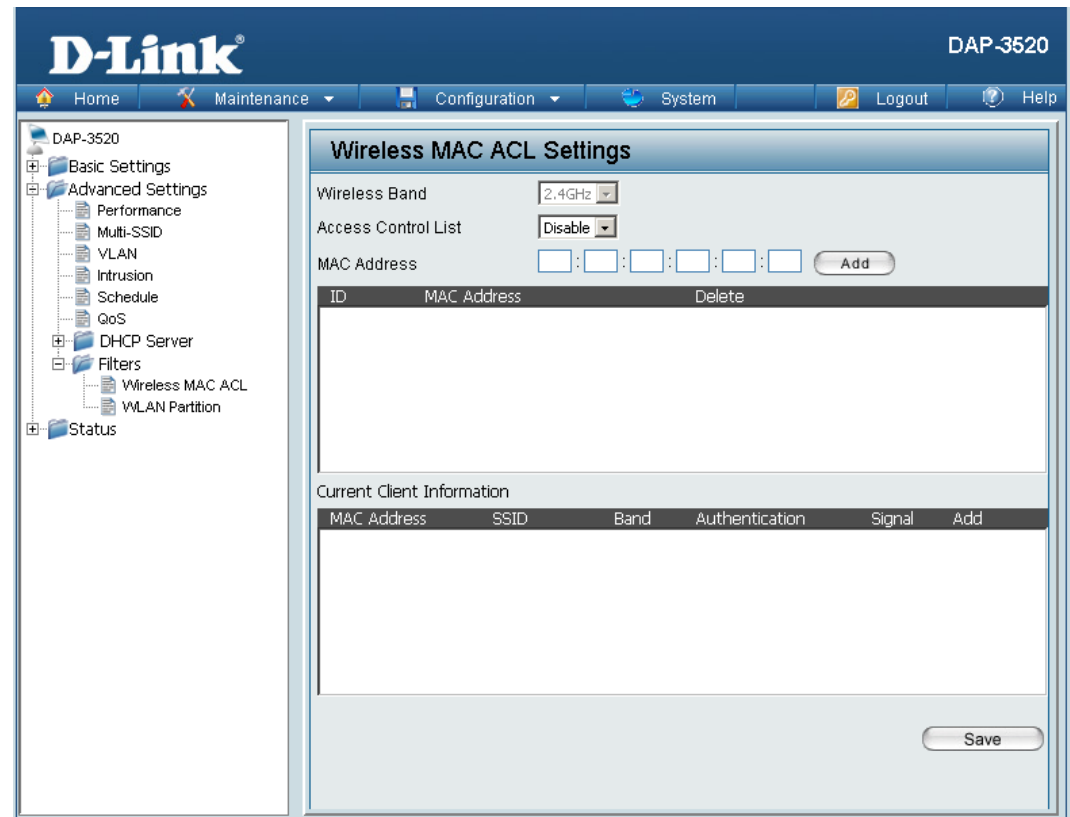 D-Link®
DAP-3520
Home Maintenance Configuration System Logout Help
DAP-3520
Basic Settings
Advanced Settings
Performance
Multi-SSID
VLAN
Intrusion
Schedule
QoS
DHCP Server
Filters
Wireless MAC ACL
WLAN Partition
Status
Wireless MAC ACL Settings
Wireless Band 2.4GHz
Access Control List Disable
MAC Address : : : : : Add
ID MAC Address Delete
Current Client Information
MAC Address SSID Band Authentication Signal Add
Save